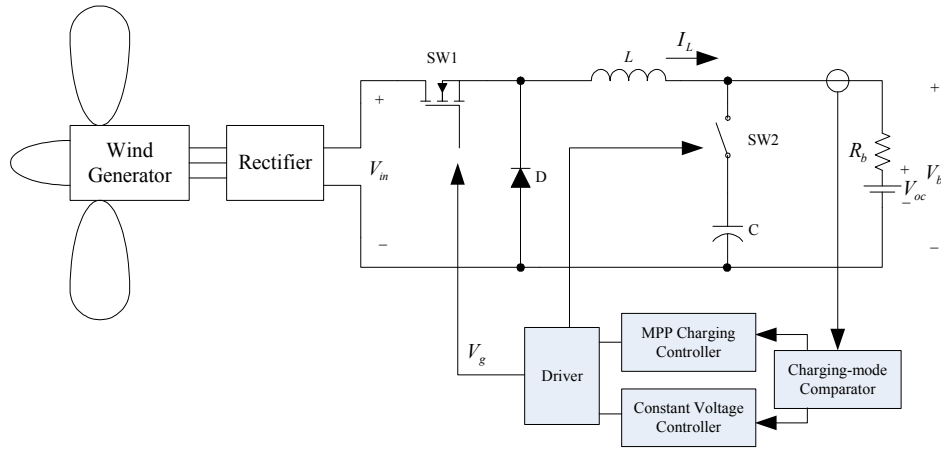 SW1
L
I_L
+
+
Wind
Generator
Rectifier
V_in
D
SW2
R_b
+
V_oc
−
V_b
C
−
−
V_g
Driver
MPP Charging
Controller
Charging-mode
Comparator
Constant Voltage
Controller